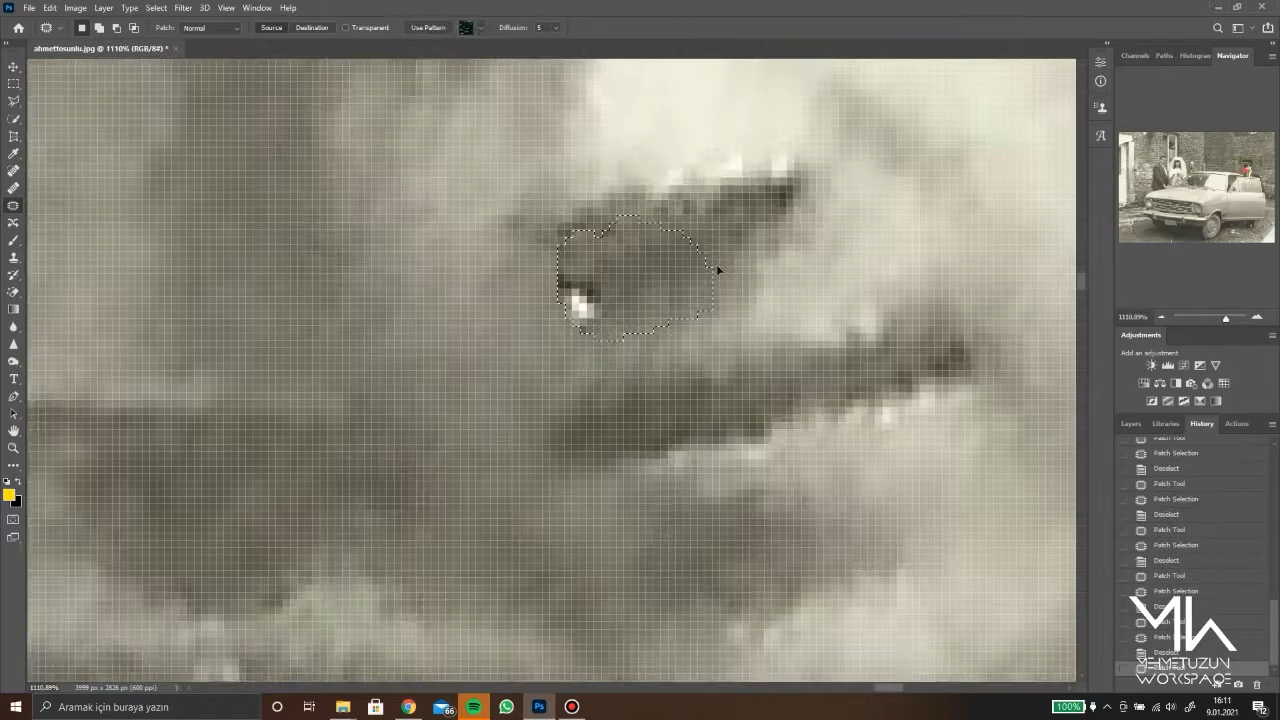 File Edit Image Layer Type Select Filter 3D View Window Help
Patch: Normal Source Destination Transparent Use Pattern Diffusion: 5
ahmettosunlu.jpg @ 1110% (RGB/8#) *
Channels Paths Histogram Navigator
1110,89%
Adjustments
Add an adjustment
Layers Libraries History Actions
Patch Tool
Patch Selection
Deselect
Patch Tool
Patch Selection
Deselect
Patch Tool
Patch Selection
Deselect
Patch Tool
Patch Selection
MEHMETUZUN
WORKSPACE
1110,89% 3999 px x 2826 px (600 ppi)
Aramak için buraya yazın
66
100%
16:11
9.01.2021
12